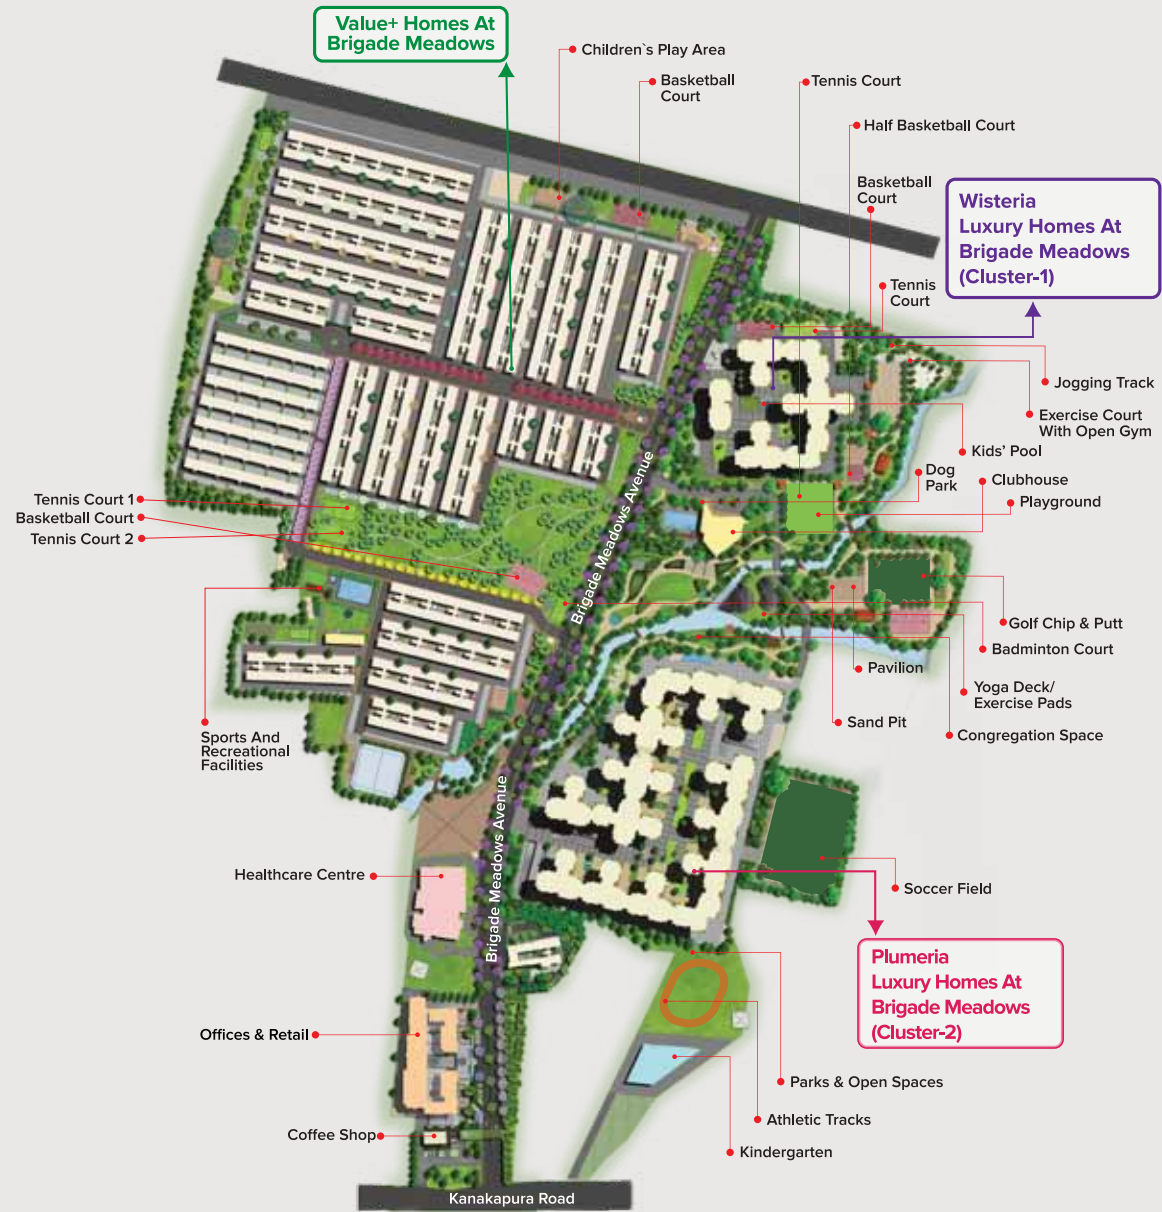 Value+ Homes At
Brigade Meadows
Children`s Play Area
Basketball
Court
Tennis Court
Half Basketball Court
Basketball
Court
Wisteria
Luxury Homes At
Brigade Meadows
(Cluster-1)
Tennis
Court
Jogging Track
Exercise Court
With Open Gym
Kids' Pool
Dog
Park
Clubhouse
Playground
Tennis Court 1
Basketball Court
Tennis Court 2
Brigade Meadows Avenue
Golf Chip & Putt
Badminton Court
Pavilion
Yoga Deck/
Exercise Pads
Sand Pit
Congregation Space
Sports And
Recreational
Facilities
Brigade Meadows Avenue
Healthcare Centre
Soccer Field
Brigade Meadows Avenue
Plumeria
Luxury Homes At
Brigade Meadows
(Cluster-2)
Offices & Retail
Parks & Open Spaces
Athletic Tracks
Coffee Shop
Kindergarten
Kanakapura Road